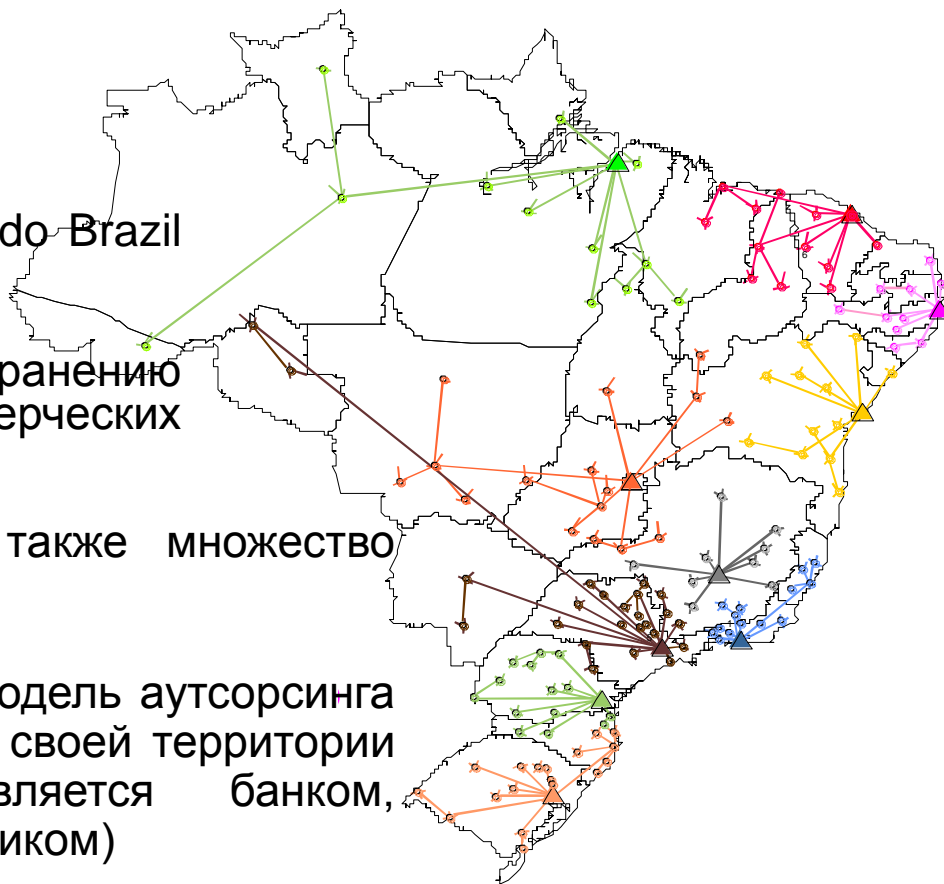 do Brazil
ранению
ерческих
также множество
одель аутсорсинга
своей территории
вляется банком,
иком)